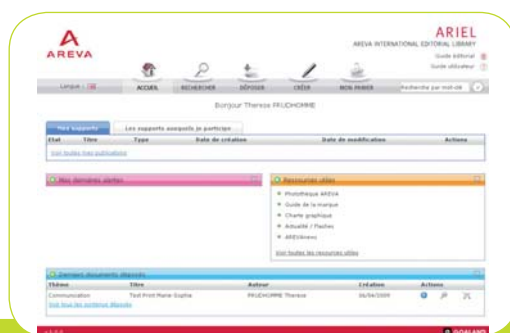 AREVA
ARIEL
AREVA INTERNATIONAL EDITORIAL LIBRARY
Guide éditorial
Guide utilisateur
Langue :
ACCUEIL RECHERCHER DÉPOSER CRÉER MON PANIER Recherche par mot-clé
Bonjour Therese PRUDHOMME
Mes supports Les supports auxquels je participe
Etat Titre Type Date de création Date de modification Actions
Voir toutes mes publications
Mes dernières alertes
Ressources utiles
Photothèque AREVA
Guide de la marque
Charte graphique
Actualité / Flashes
AREVAnews
Voir toutes les ressources utiles
Derniers documents déposés
Thème Titre Auteur Création Actions
Communication Test Print Marie Sophie PRUDHOMME Therese 06/04/2009
Voir tous les contenus déposés